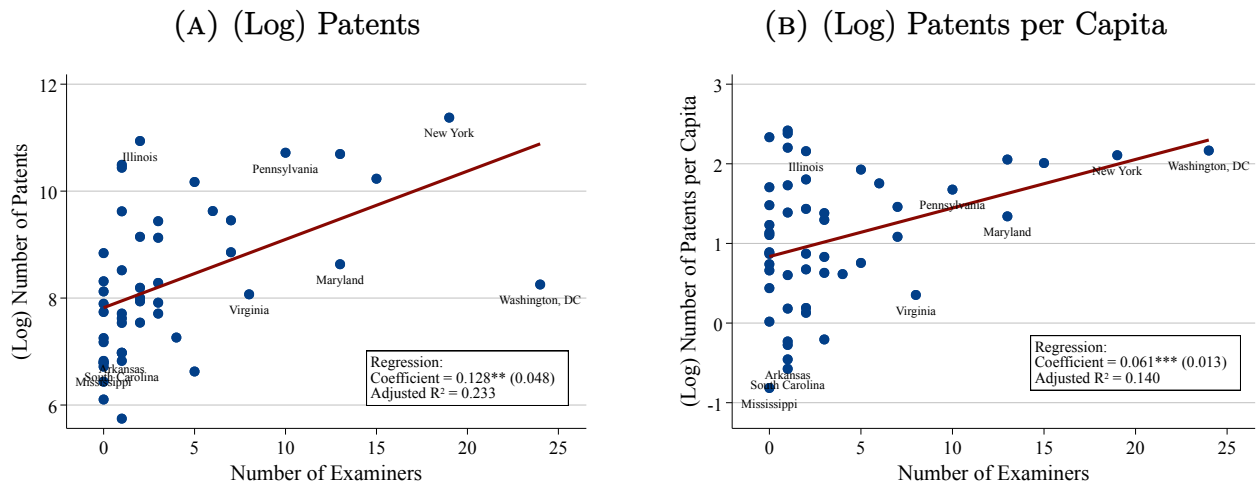 (A) (Log) Patents
(Log) Number of Patents
12
10
8
6
New York
Illinois
Pennsylvania
Maryland
Virginia
Washington, DC
Arkansas
South Carolina
Mississippi
Regression:
Coefficient = 0.128** (0.048)
Adjusted R² = 0.233
0 5 10 15 20 25
Number of Examiners
(B) (Log) Patents per Capita
(Log) Number of Patents per Capita
3
2
1
0
-1
Illinois
New York
Washington, DC
Pennsylvania
Maryland
Virginia
Arkansas
South Carolina
Mississippi
Regression:
Coefficient = 0.061*** (0.013)
Adjusted R² = 0.140
0 5 10 15 20 25
Number of Examiners